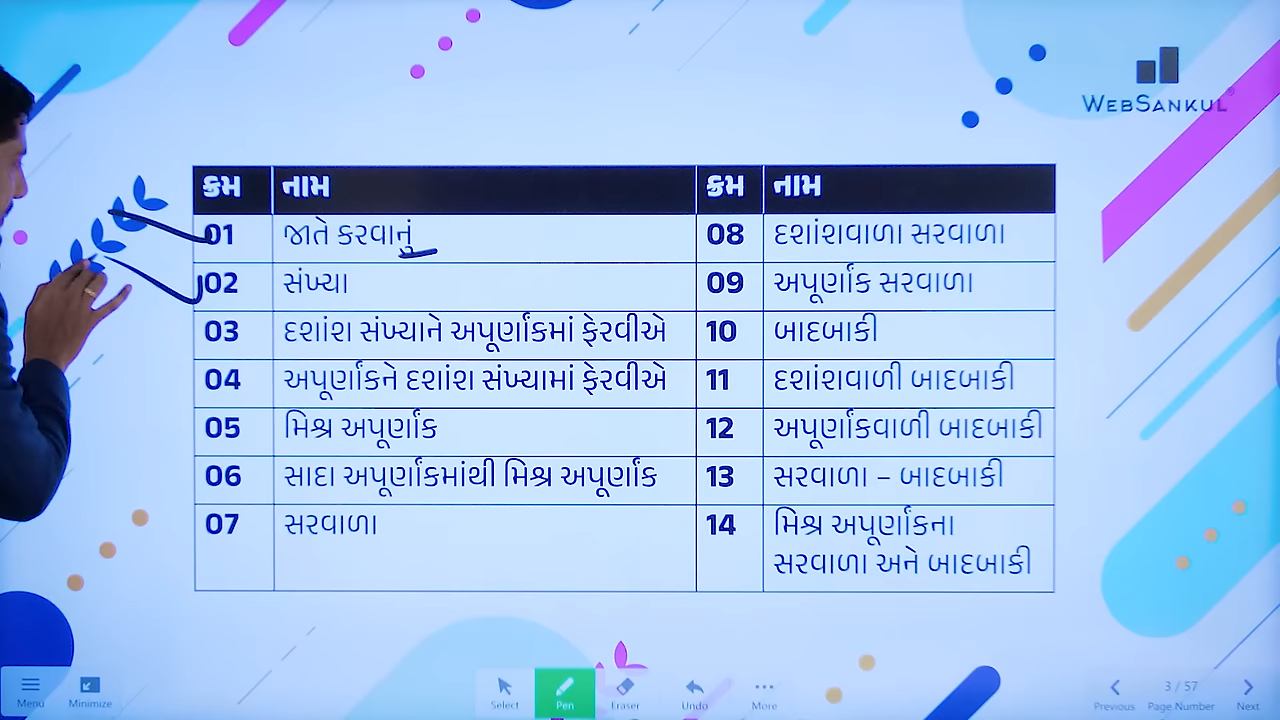 WEBSANKUL
ક્રમ નામ ક્રમ નામ
01 જાતે કરવાનું 08 દશાંશવાળા સરવાળા
02 સંખ્યા 09 અપૂર્ણાંક સરવાળા
03 દશાંશ સંખ્યાને અપૂર્ણાંકમાં ફેરવીએ 10 બાદબાકી
04 અપૂર્ણાંકને દશાંશ સંખ્યામાં ફેરવીએ 11 દશાંશવાળી બાદબાકી
05 મિશ્ર અપૂર્ણાંક 12 અપૂર્ણાંકવાળી બાદબાકી
06 સાદા અપૂર્ણાંકમાંથી મિશ્ર અપૂર્ણાંક 13 સરવાળા – બાદબાકી
07 સરવાળા 14 મિશ્ર અપૂર્ણાંકના
સરવાળા અને બાદબાકી
Menu Minimize Select Pen Eraser Undo More Previous 3 / 57 Page Number Next